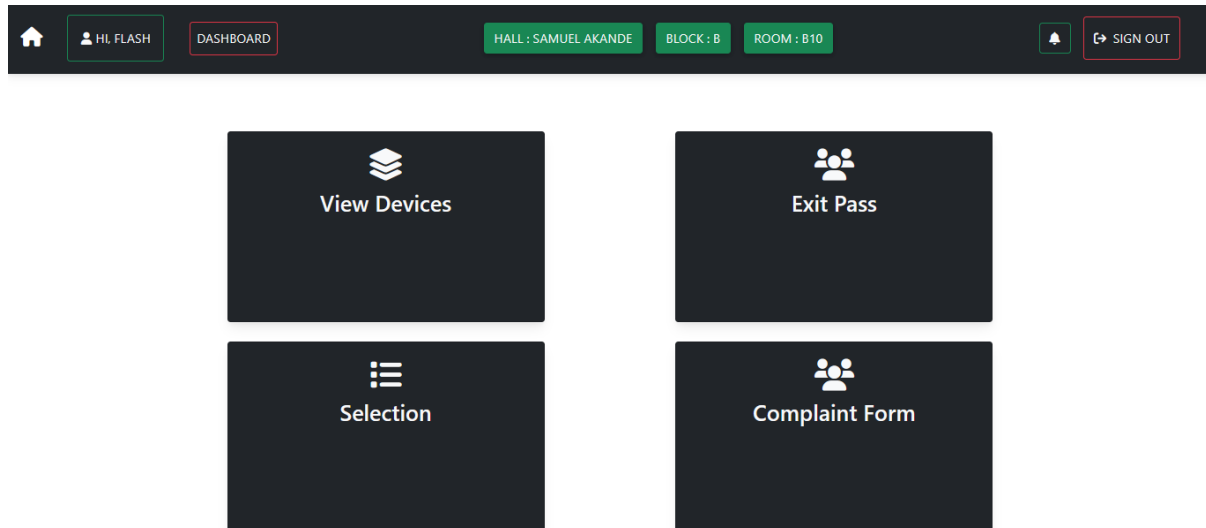 HI, FLASH
DASHBOARD
HALL : SAMUEL AKANDE
BLOCK : B
ROOM : B10
SIGN OUT
View Devices
Exit Pass
Selection
Complaint Form